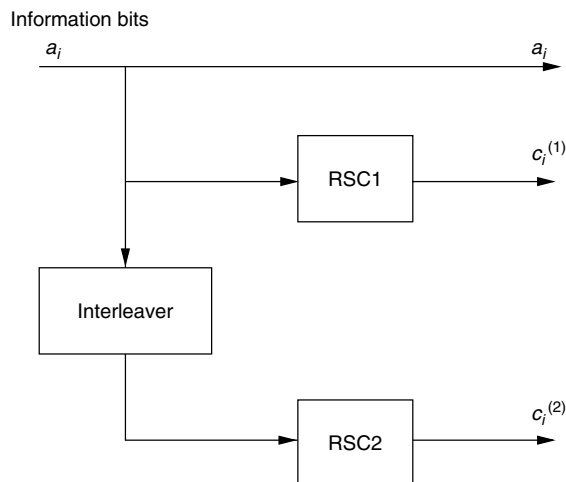 Information bits
a_i a_i
c_i^(1)
RSC1
Interleaver
c_i^(2)
RSC2